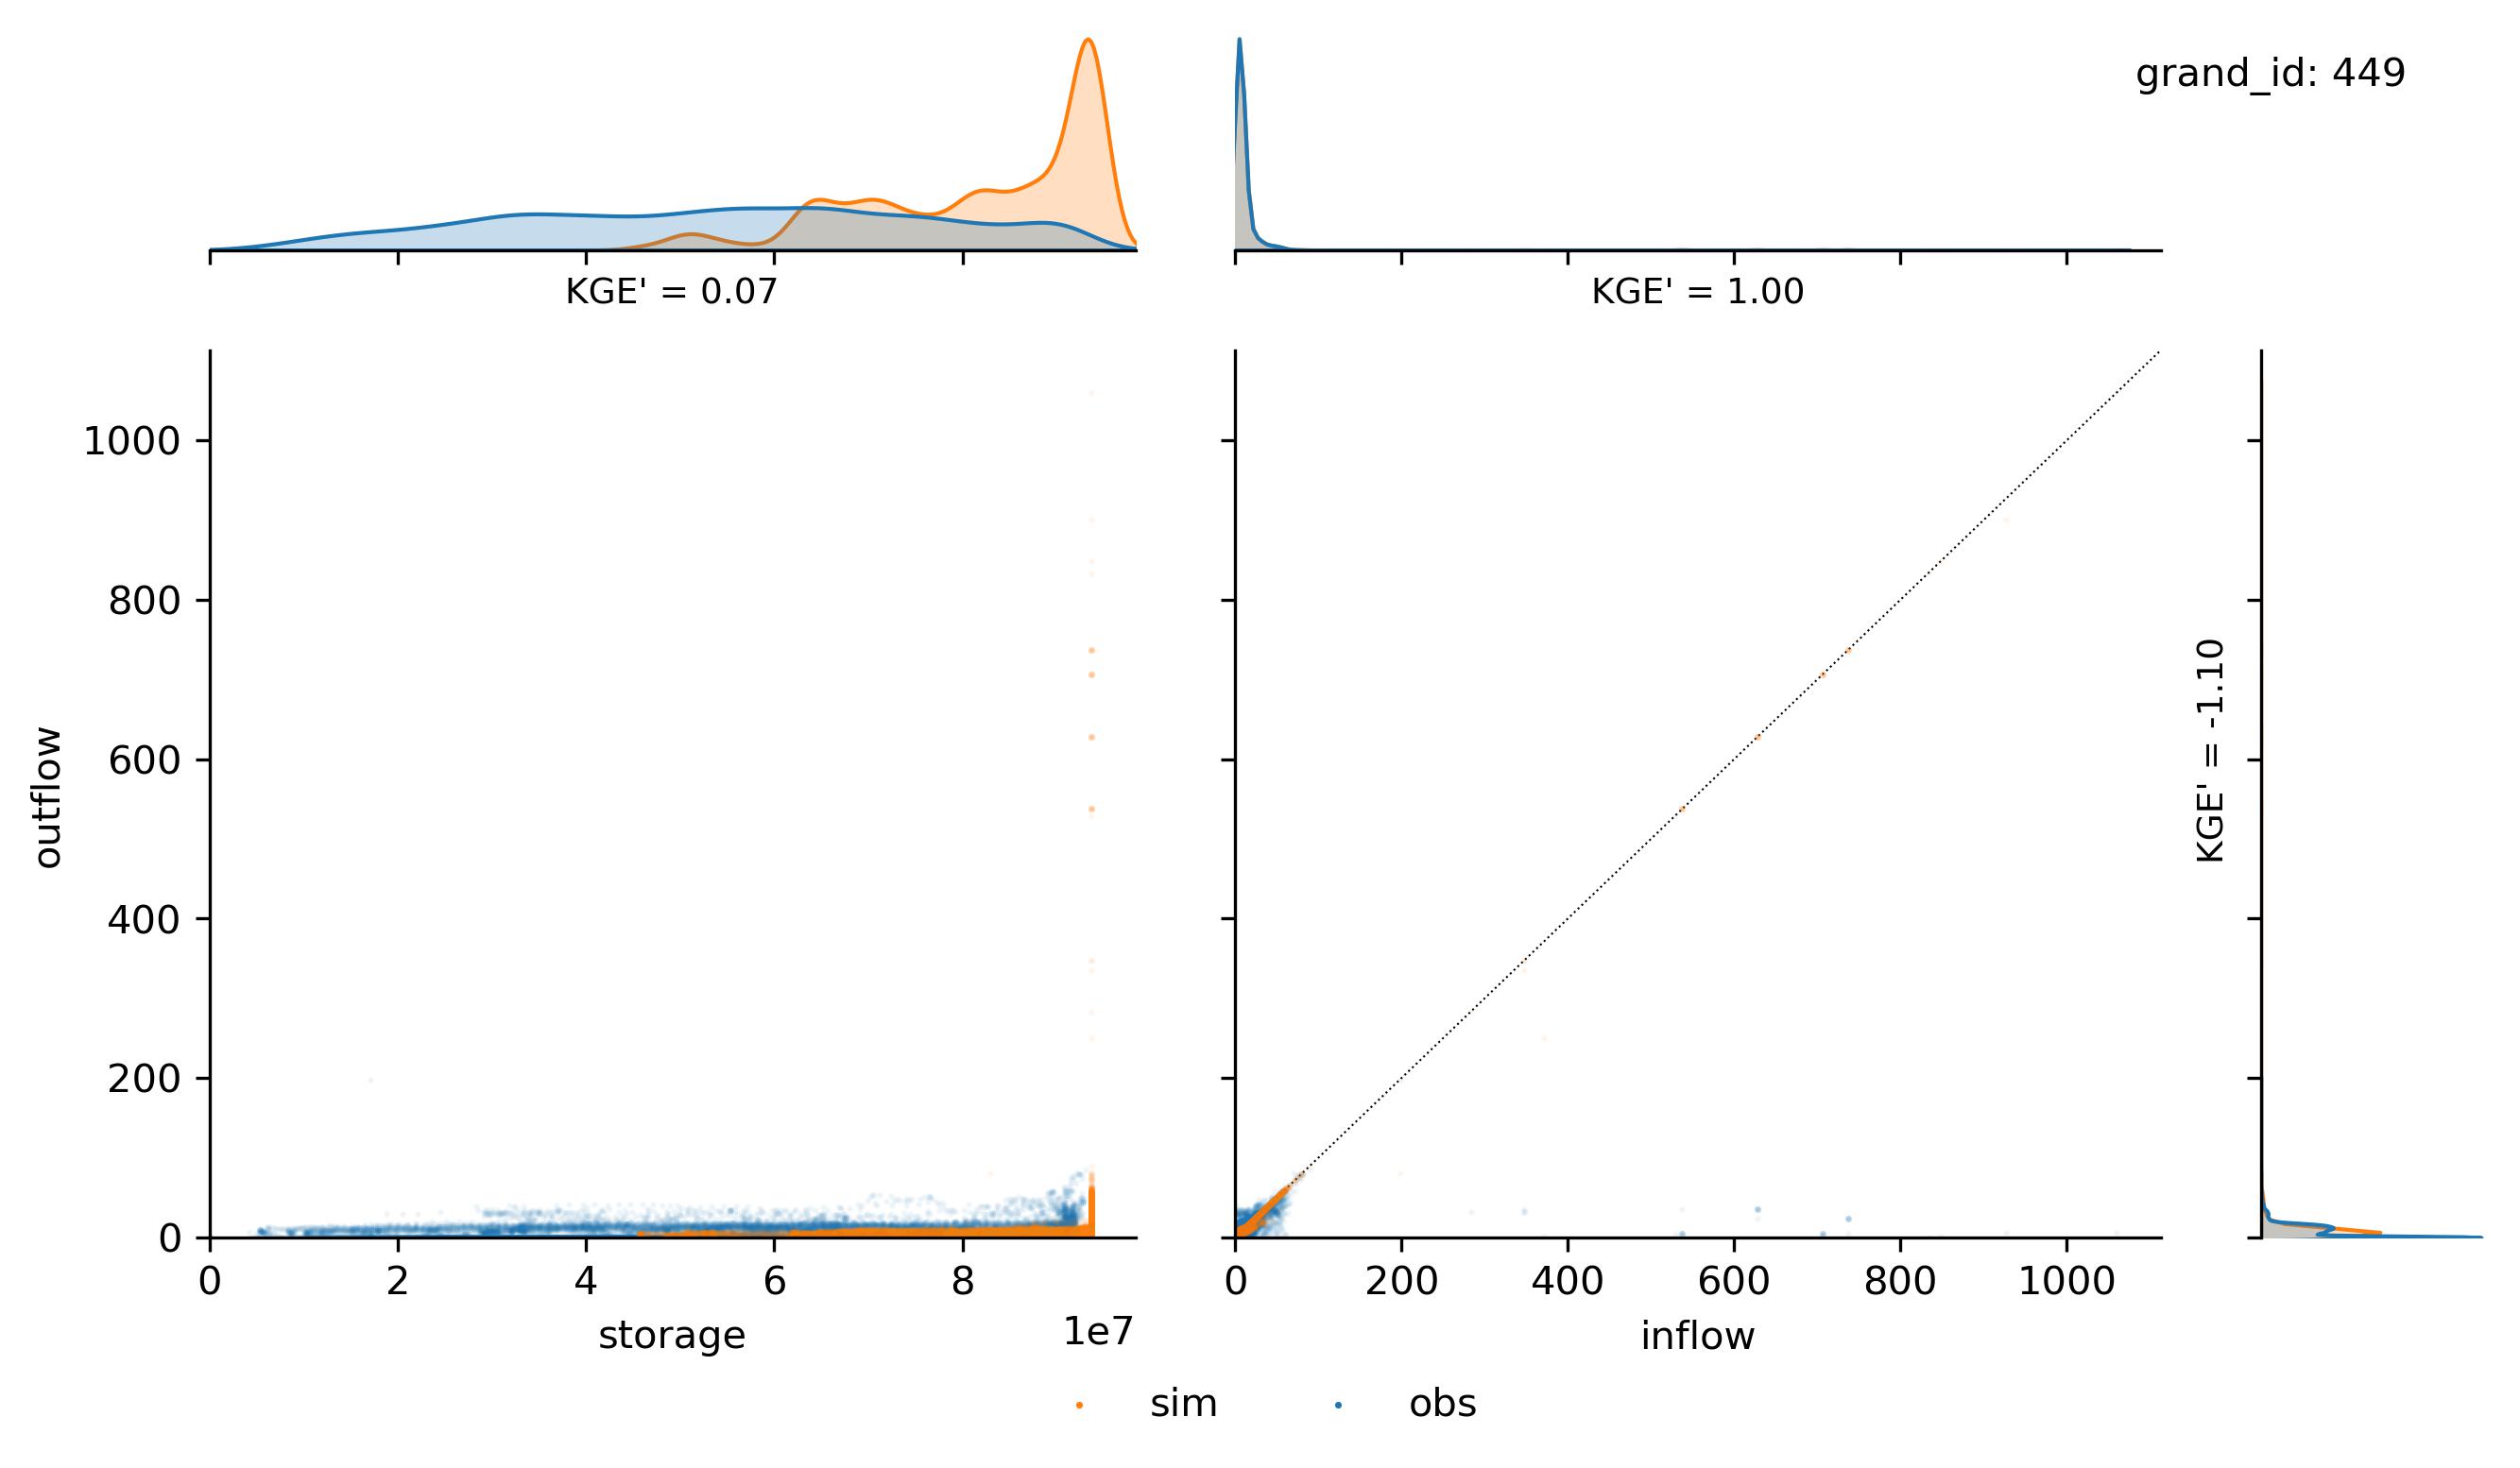 grand_id: 449
KGE' = 0.07
KGE' = 1.00
1000
800
600
400
200
0
outflow
KGE' = -1.10
0 2 4 6 8
1e7
storage
0 200 400 600 800 1000
inflow
sim obs